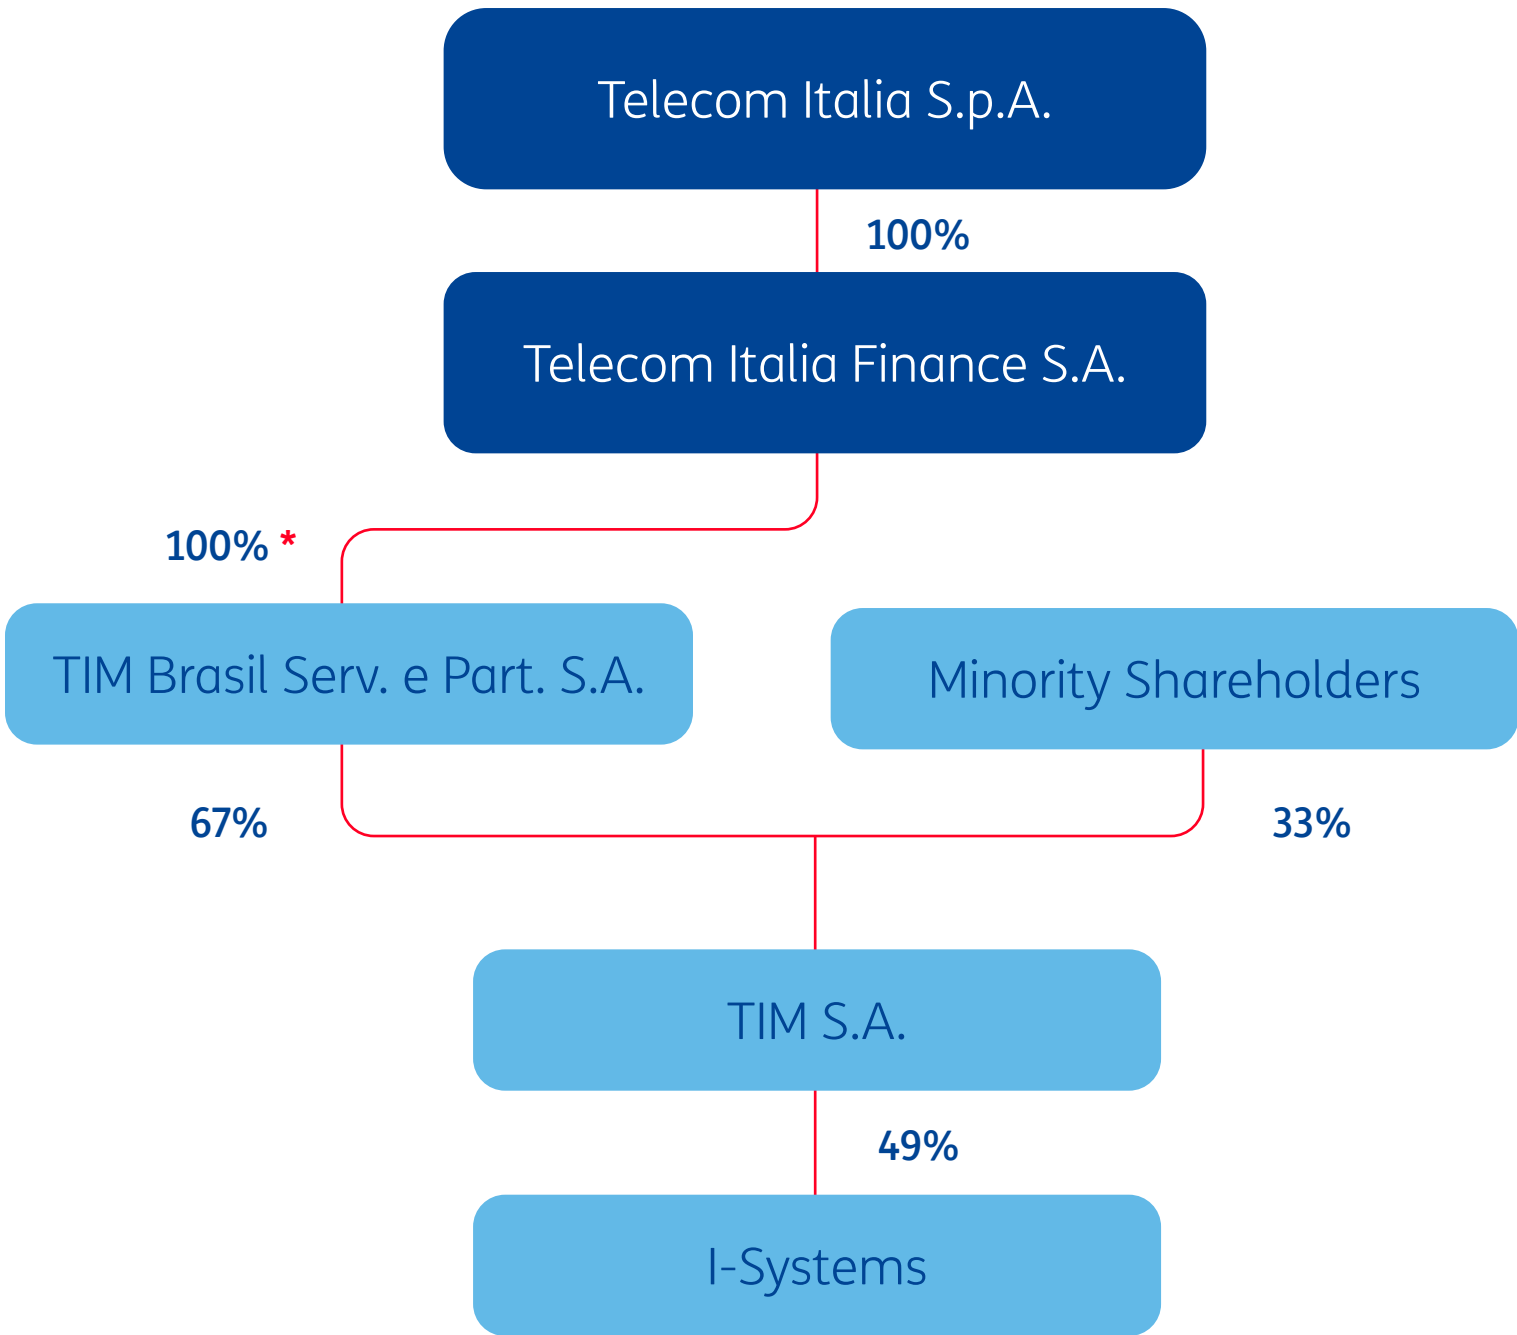 Telecom Italia S.p.A.
100%
Telecom Italia Finance S.A.
100% *
TIM Brasil Serv. e Part. S.A.
Minority Shareholders
67%
33%
TIM S.A.
49%
I-Systems